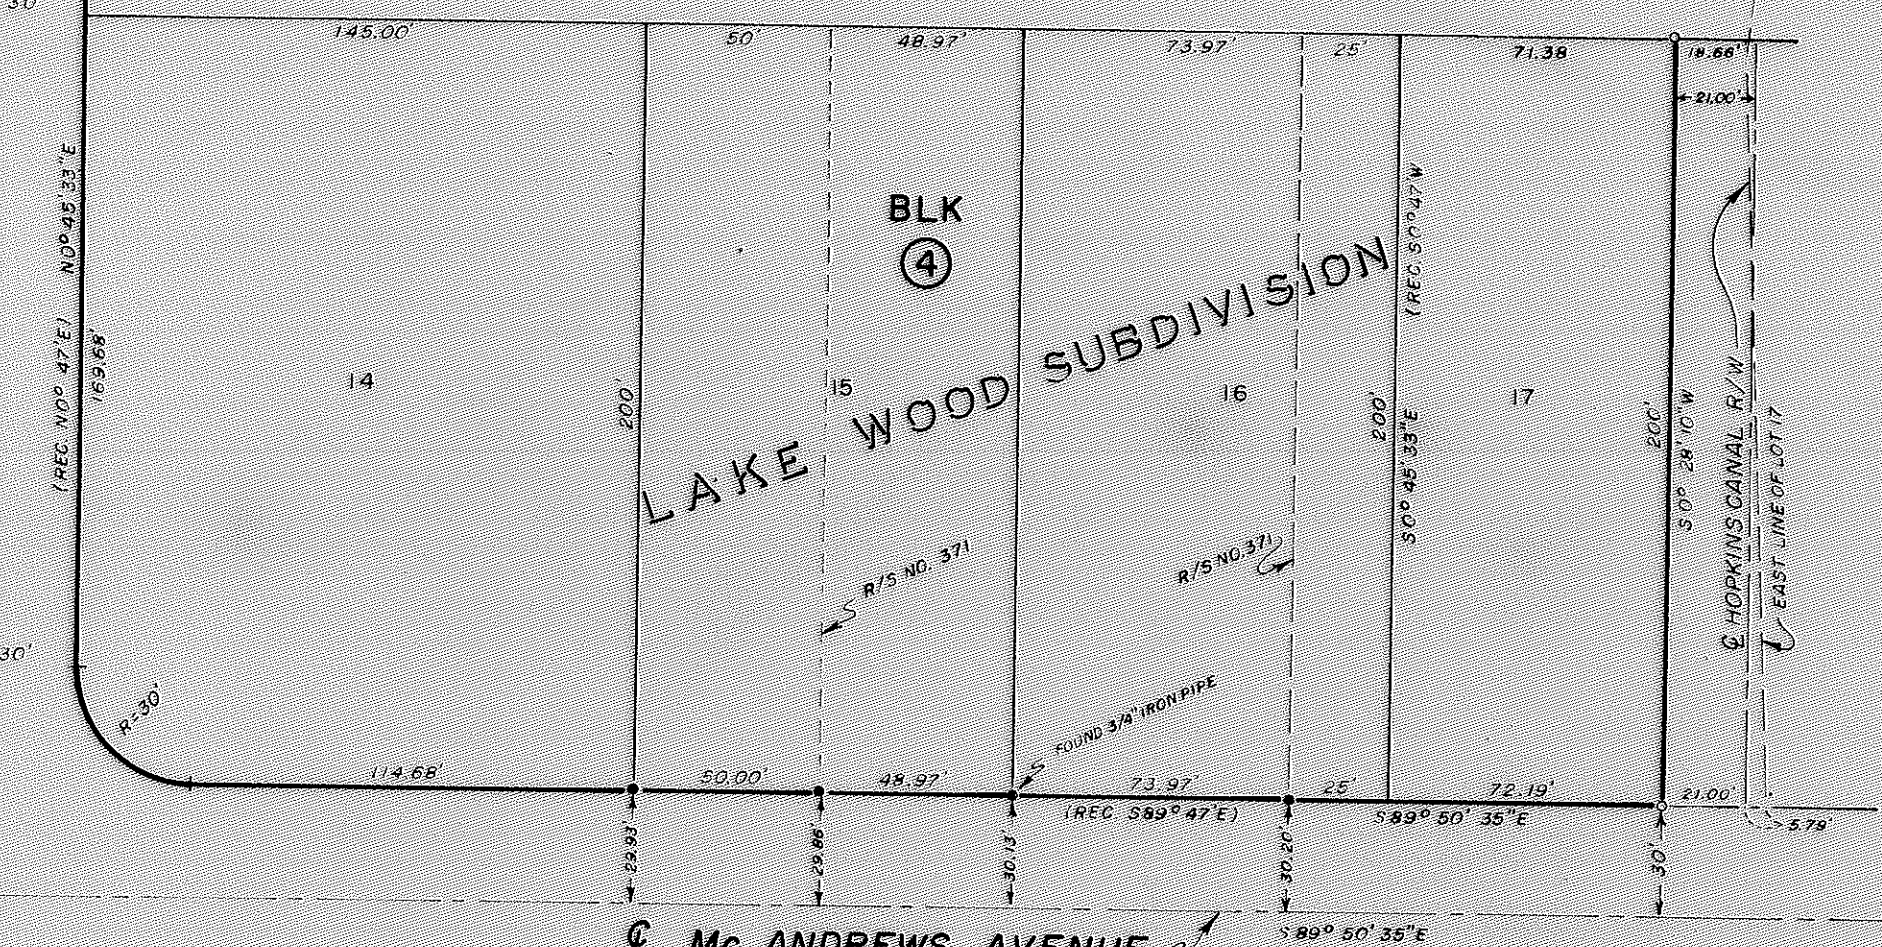 30'
145.00'
50'
48.97'
73.97'
25'
71.38
18.66'
21.00'
N0° 45' 33" E
(REC N0° 47' E)
169.68'
BLK
4
LAKE WOOD SUBDIVISION
(REC S0° 47' W
S0° 45' 33" E
14
15
16
17
200'
200'
200'
S0° 28' 10" W
℄ HOPKINS CANAL R/W
EAST LINE OF LOT 17
R/S NO. 371
R/S NO. 371
FOUND 3/4" IRON PIPE
30'
R=30'
114.68'
50.00'
48.97'
73.97'
25'
72.19'
21.00'
(REC S89° 47' E)
S89° 50' 35" E
5.79'
29.93'
29.86'
30.13'
30.20'
30'
℄ Mc ANDREWS AVENUE
S 89° 50' 35" E